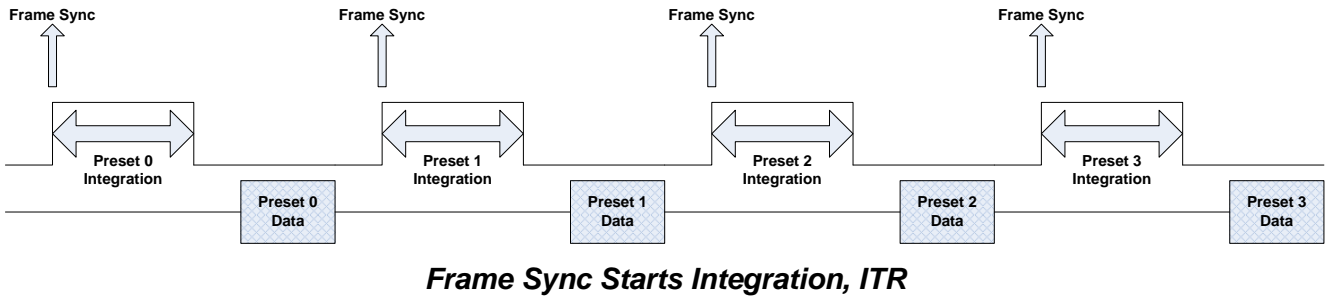 Frame Sync
Frame Sync
Frame Sync
Frame Sync
Preset 0
Integration
Preset 1
Integration
Preset 2
Integration
Preset 3
Integration
Preset 0
Data
Preset 1
Data
Preset 2
Data
Preset 3
Data
Frame Sync Starts Integration, ITR